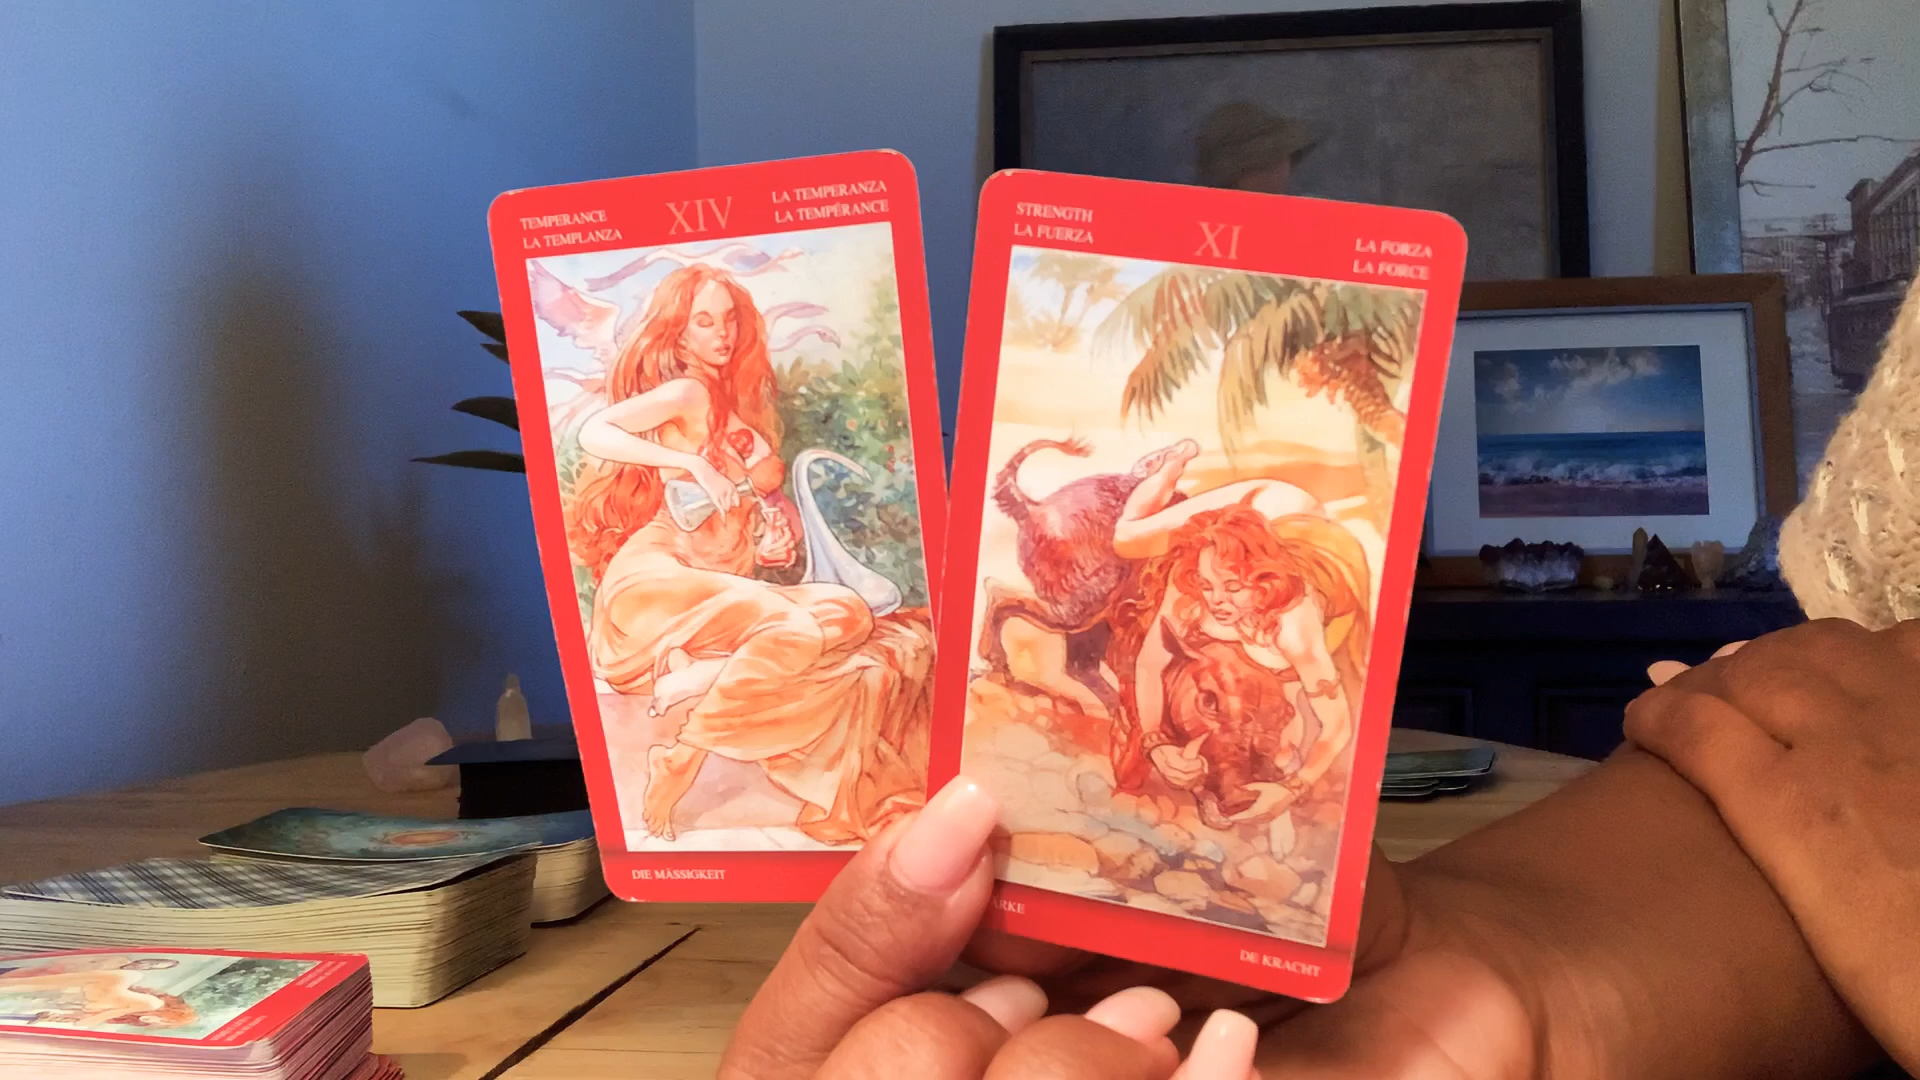 TEMPERANCE
LA TEMPLANZA
XIV
LA TEMPERANZA
LA TEMPÉRANCE
DIE MÄSSIGKEIT
STRENGTH
LA FUERZA
XI
LA FORZA
LA FORCE
DE KRACHT